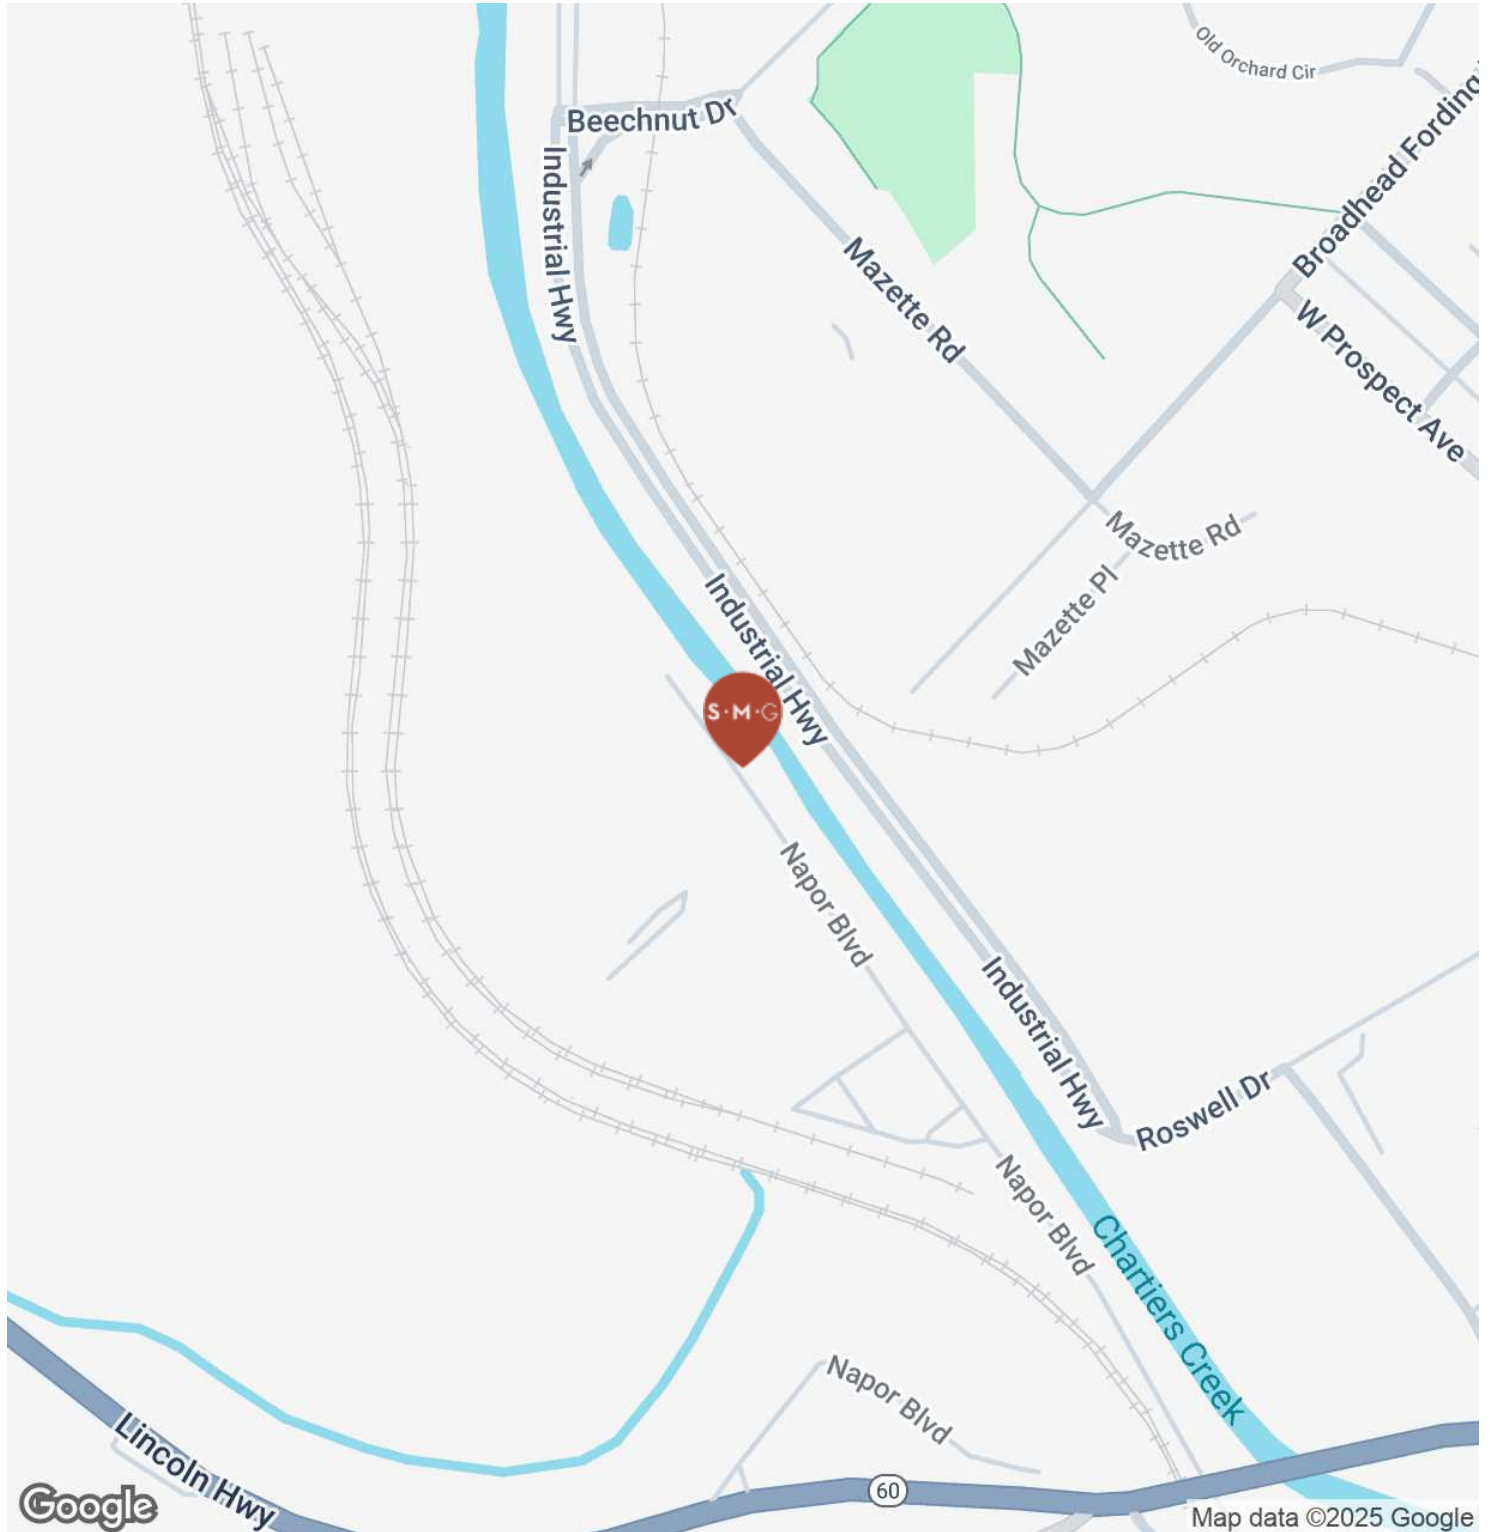 Old Orchard Cir
Beechnut Dr
Broadhead Fording
Industrial Hwy
Mazette Rd
W Prospect Ave
Mazette Rd
Mazette Pl
Industrial Hwy
S·M·G
Napor Blvd
Industrial Hwy
Roswell Dr
Napor Blvd
Chartiers Creek
Napor Blvd
Lincoln Hwy
60
Google
Map data ©2025 Google